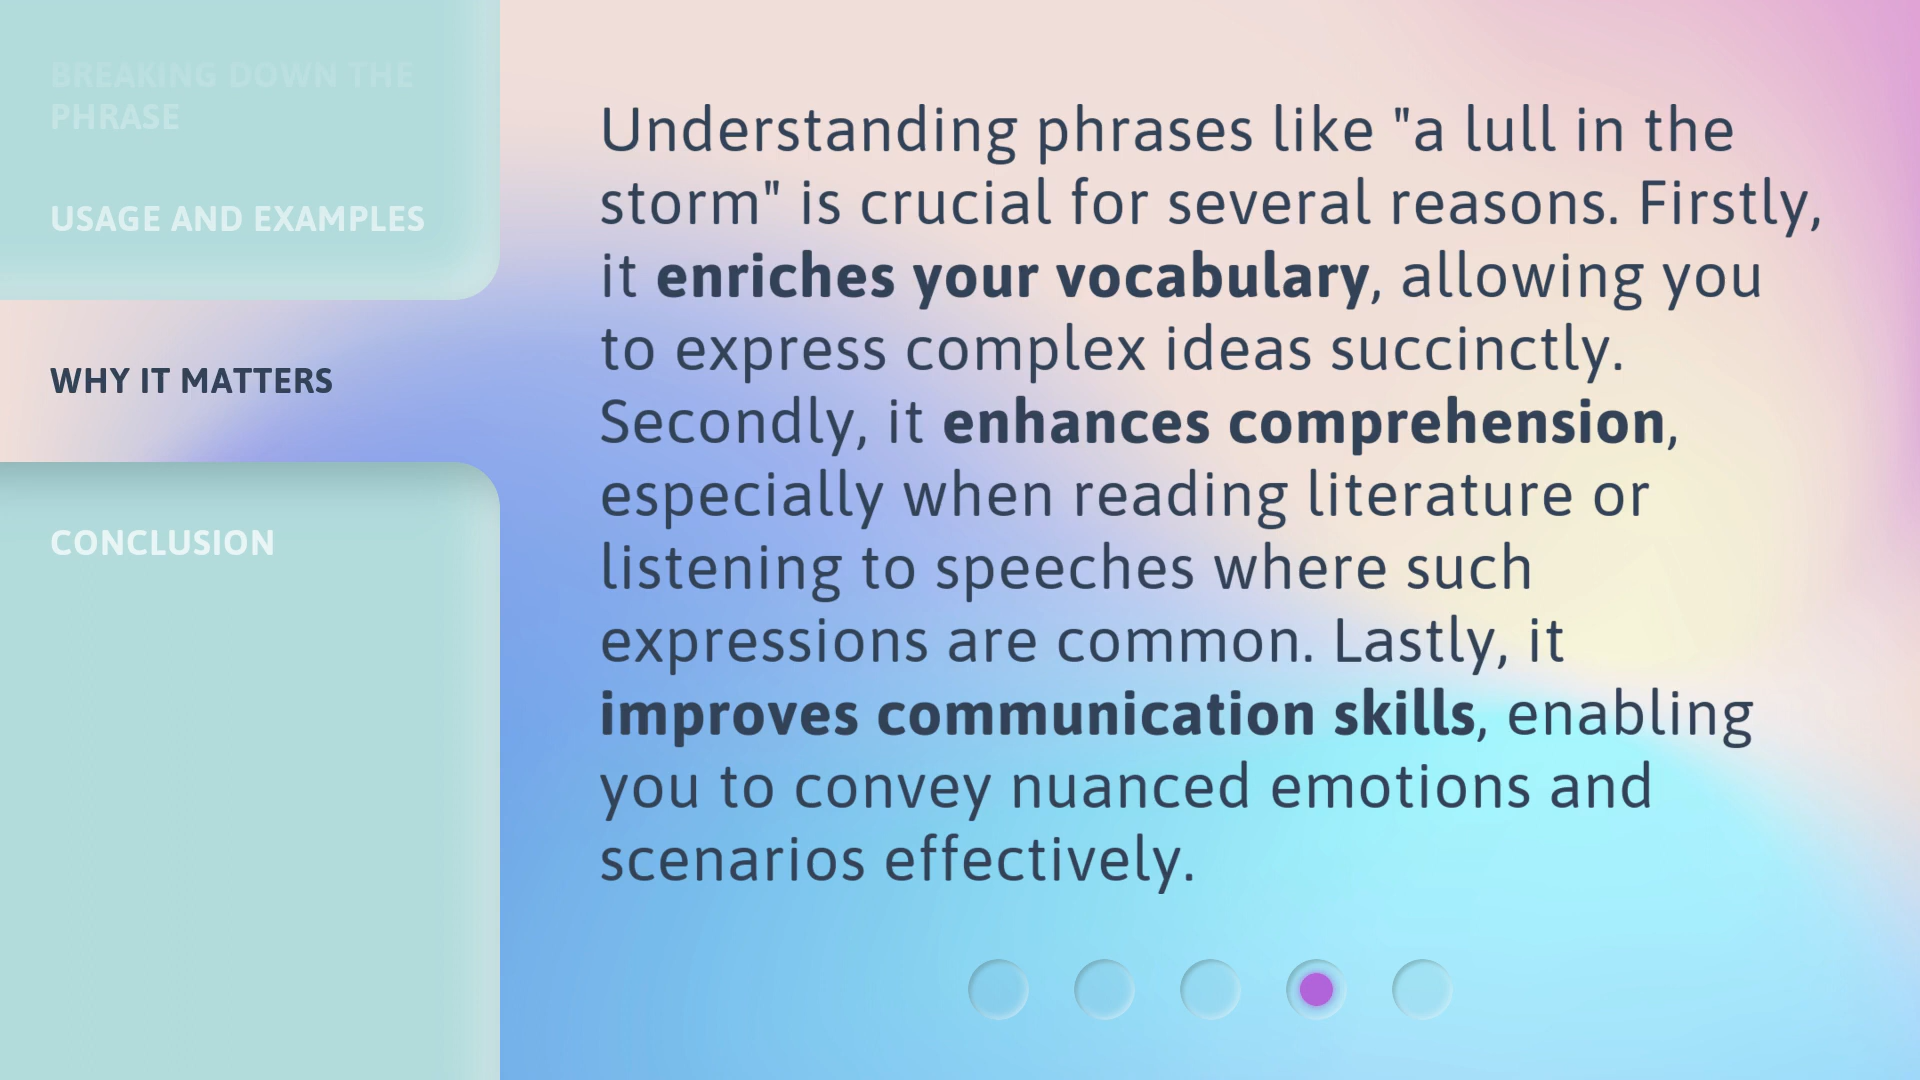 BREAKING DOWN THE
PHRASE
USAGE AND EXAMPLES
WHY IT MATTERS
CONCLUSION
Understanding phrases like "a lull in the
storm" is crucial for several reasons. Firstly,
it enriches your vocabulary, allowing you
to express complex ideas succinctly.
Secondly, it enhances comprehension,
especially when reading literature or
listening to speeches where such
expressions are common. Lastly, it
improves communication skills, enabling
you to convey nuanced emotions and
scenarios effectively.